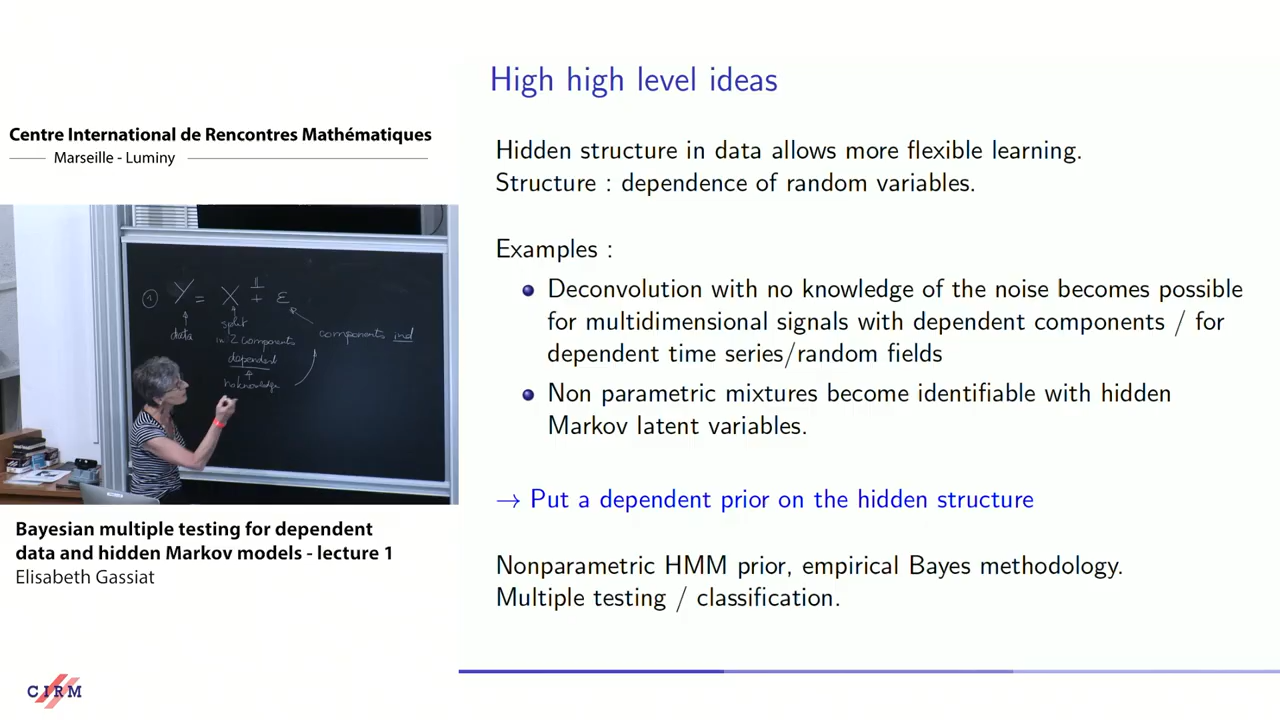 Centre International de Rencontres Mathématiques
Marseille - Luminy
① Y = X ⫫ + ε
data
split
in 2 components
dependent
no knowledge
components ind
Bayesian multiple testing for dependent
data and hidden Markov models - lecture 1
Elisabeth Gassiat
CIRM
High high level ideas
Hidden structure in data allows more flexible learning.
Structure : dependence of random variables.
Examples :
Deconvolution with no knowledge of the noise becomes possible
for multidimensional signals with dependent components / for
dependent time series/random fields
Non parametric mixtures become identifiable with hidden
Markov latent variables.
→ Put a dependent prior on the hidden structure
Nonparametric HMM prior, empirical Bayes methodology.
Multiple testing / classification.